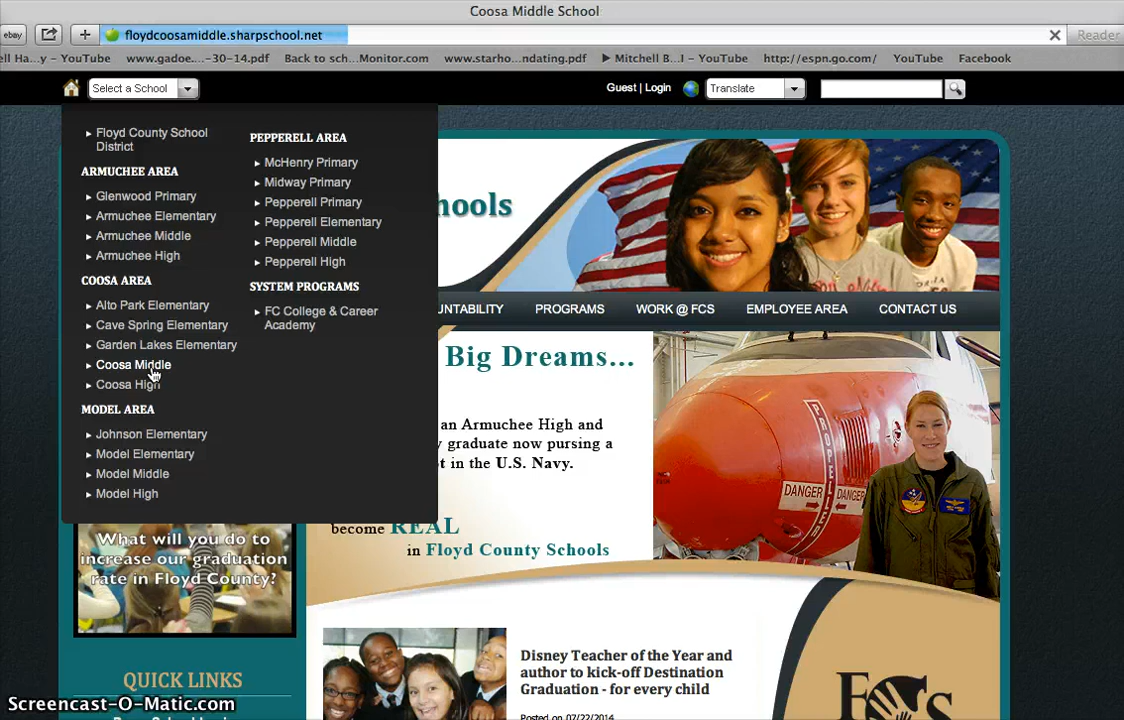 Coosa Middle School
ebay
floydcoosamiddle.sharpschool.net
Reader
ell Ha...y - YouTube www.gadoe....-30-14.pdf Back to sch...Monitor.com www.starho...ndating.pdf ▶ Mitchell B...l - YouTube http://espn.go.com/ YouTube Facebook
Select a School
Guest | Login
Translate
Floyd County School
District
ARMUCHEE AREA
Glenwood Primary
Armuchee Elementary
Armuchee Middle
Armuchee High
COOSA AREA
Alto Park Elementary
Cave Spring Elementary
Garden Lakes Elementary
Coosa Middle
Coosa High
MODEL AREA
Johnson Elementary
Model Elementary
Model Middle
Model High
PEPPERELL AREA
McHenry Primary
Midway Primary
Pepperell Primary
Pepperell Elementary
Pepperell Middle
Pepperell High
SYSTEM PROGRAMS
FC College & Career
Academy
hools
UNTABILITY PROGRAMS WORK @ FCS EMPLOYEE AREA CONTACT US
Big Dreams...
an Armuchee High and
y graduate now pursing a
t in the U.S. Navy.
become REAL
in Floyd County Schools
DANGER DANGER
PROPELLER
What will you do to
increase our graduation
rate in Floyd County?
QUICK LINKS
Disney Teacher of the Year and
author to kick-off Destination
Graduation - for every child
Posted on 07/22/2014
Screencast-O-Matic.com